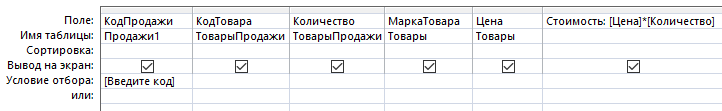 Поле: КодПродажи КодТовара Количество МаркаТовара Цена Стоимость: [Цена]*[Количество]
Имя таблицы: Продажи1 ТоварыПродажи ТоварыПродажи Товары Товары
Сортировка:
Вывод на экран:
Условие отбора: [Введите код]
или: